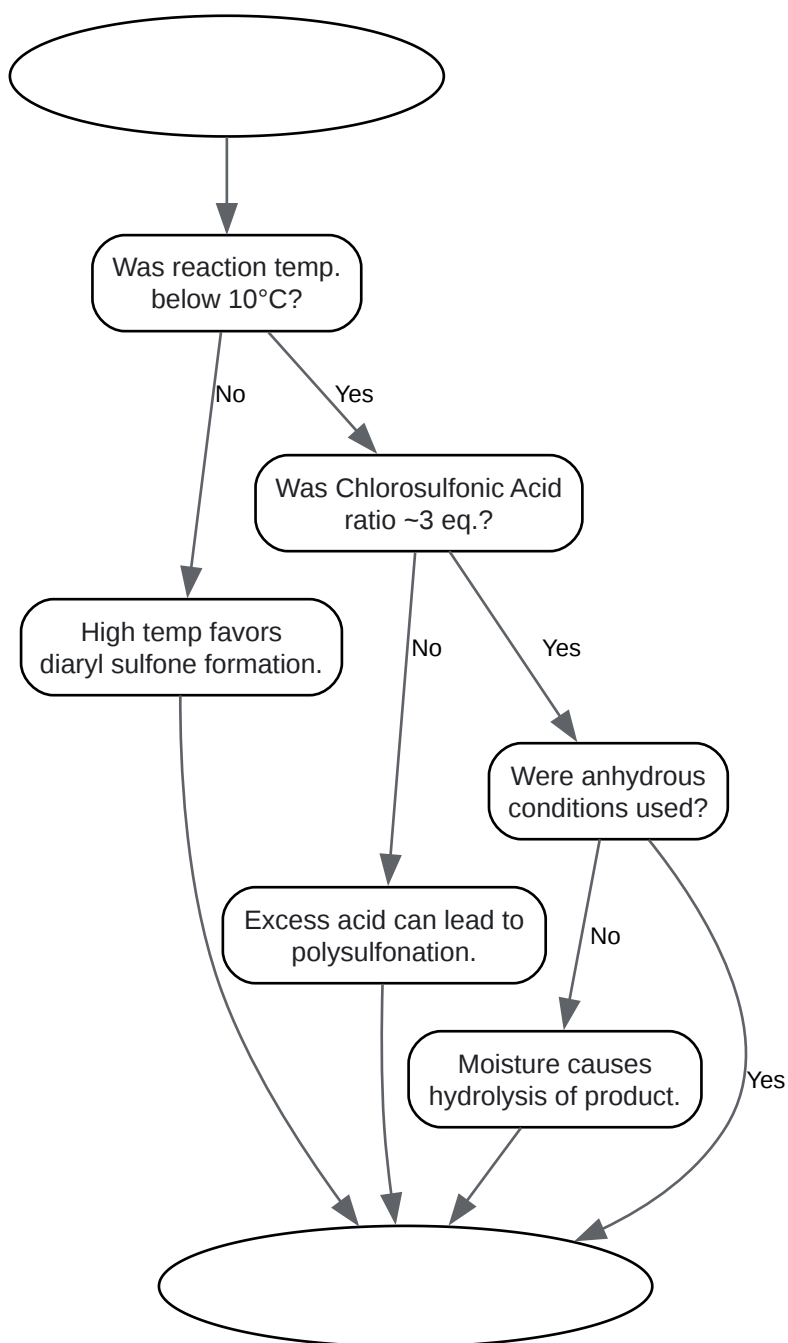 Was reaction temp.
below 10°C?
No
Yes
Was Chlorosulfonic Acid
ratio ~3 eq.?
High temp favors
diaryl sulfone formation.
No
Yes
Were anhydrous
conditions used?
Excess acid can lead to
polysulfonation.
No
Moisture causes
hydrolysis of product.
Yes